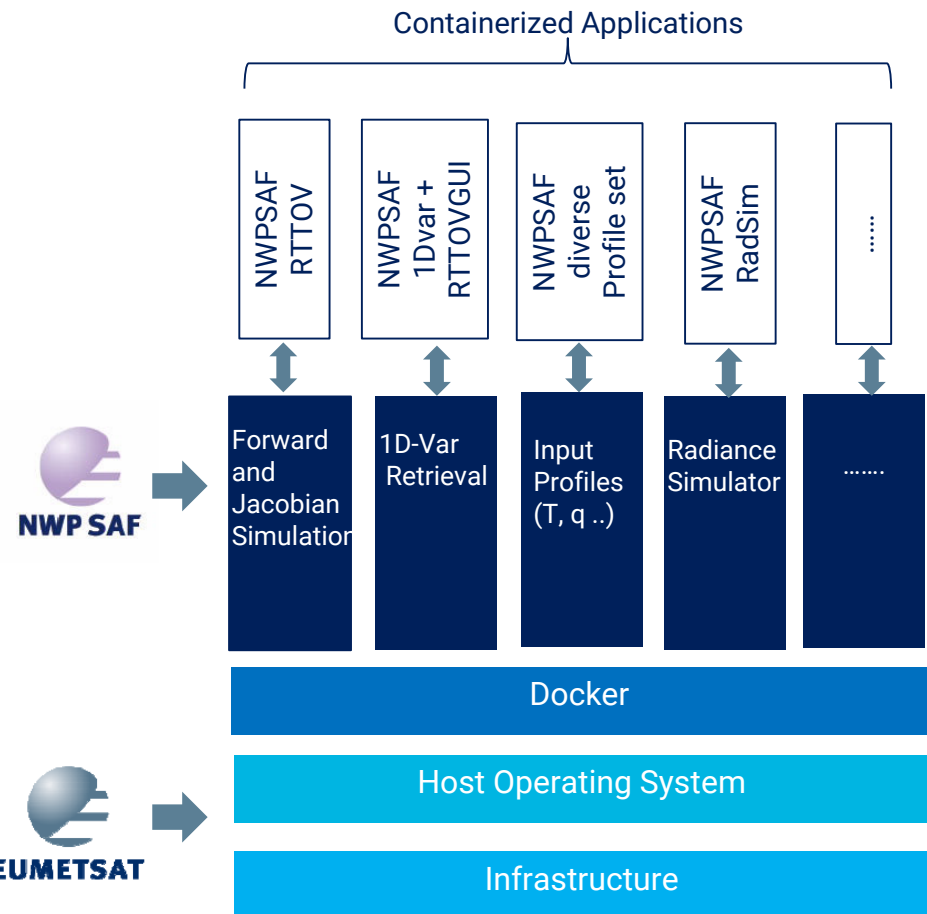 Containerized Applications
NWPSAF
RTTOV
NWPSAF
1Dvar +
RTTOVGUI
NWPSAF
diverse
Profile set
NWPSAF
RadSim
......
Forward
and
Jacobian
Simulation
1D-Var
Retrieval
Input
Profiles
(T, q ..)
Radiance
Simulator
.......
NWP SAF
Docker
Host Operating System
EUMETSAT
Infrastructure